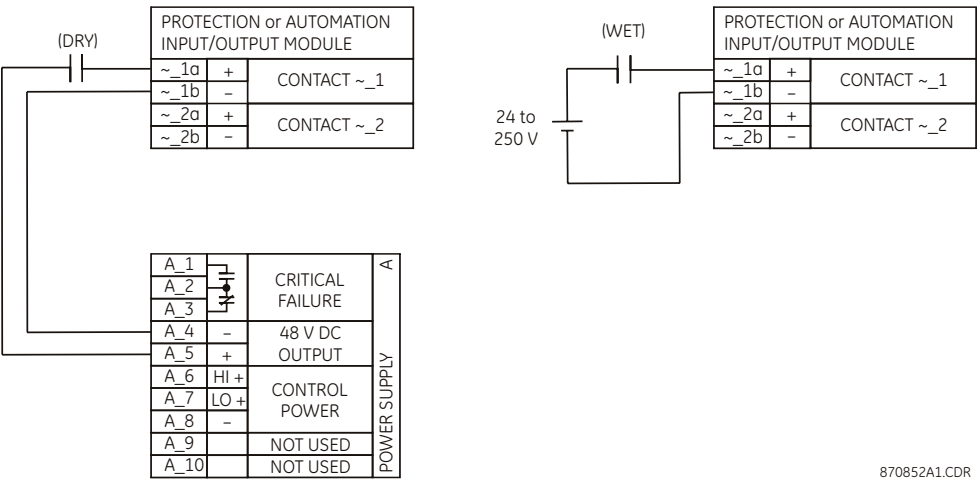 (DRY)
PROTECTION or AUTOMATION
INPUT/OUTPUT MODULE
~_1a + CONTACT ~_1
~_1b –
~_2a + CONTACT ~_2
~_2b –
(WET)
24 to
250 V
PROTECTION or AUTOMATION
INPUT/OUTPUT MODULE
~_1a + CONTACT ~_1
~_1b –
~_2a + CONTACT ~_2
~_2b –
A_1
A_2
A_3
CRITICAL
FAILURE
A
A_4 – 48 V DC
A_5 + OUTPUT
A_6 HI +
A_7 LO +
A_8 –
CONTROL
POWER
A_9 NOT USED
A_10 NOT USED
POWER SUPPLY
870852A1.CDR